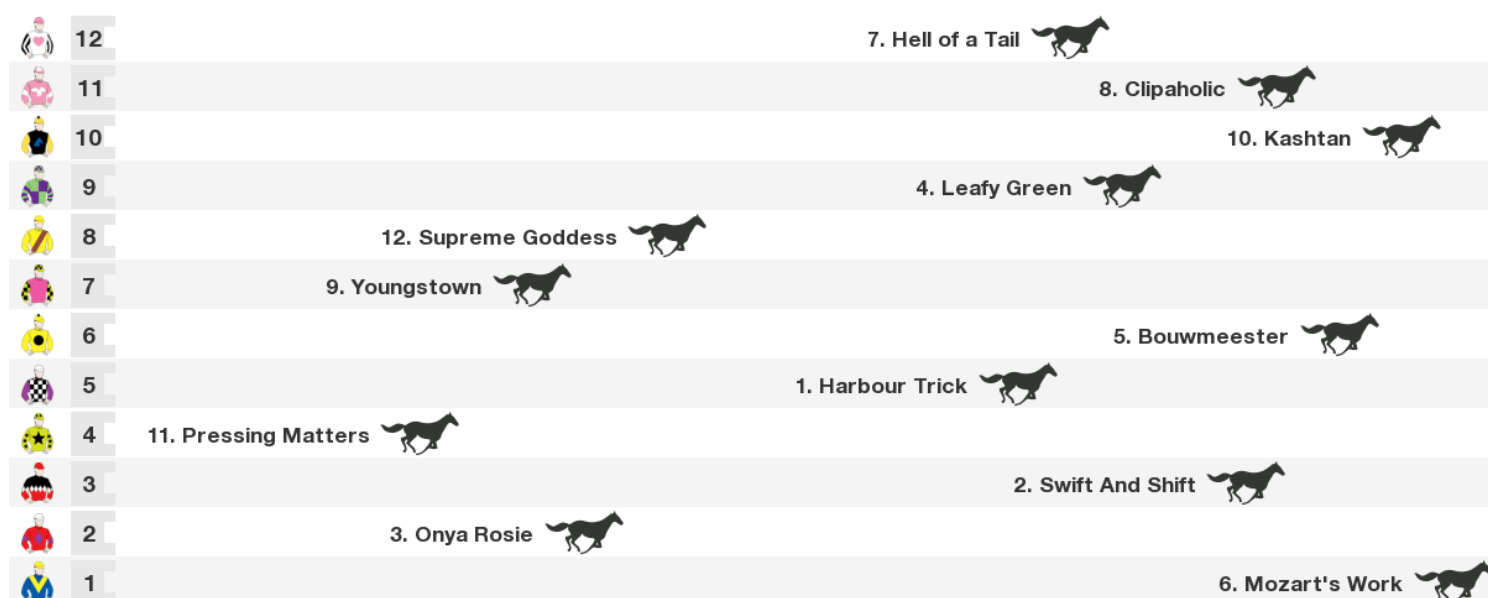 12 7. Hell of a Tail
11 8. Clipaholic
10 10. Kashtan
9 4. Leafy Green
8 12. Supreme Goddess
7 9. Youngstown
6 5. Bouwmeester
5 1. Harbour Trick
4 11. Pressing Matters
3 2. Swift And Shift
2 3. Onya Rosie
1 6. Mozart's Work